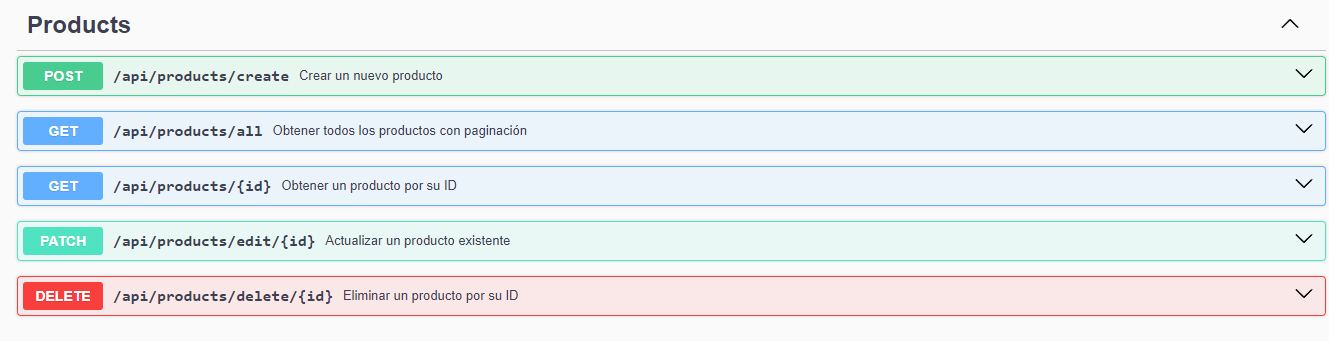 Products
POST /api/products/create Crear un nuevo producto
GET /api/products/all Obtener todos los productos con paginación
GET /api/products/{id} Obtener un producto por su ID
PATCH /api/products/edit/{id} Actualizar un producto existente
DELETE /api/products/delete/{id} Eliminar un producto por su ID